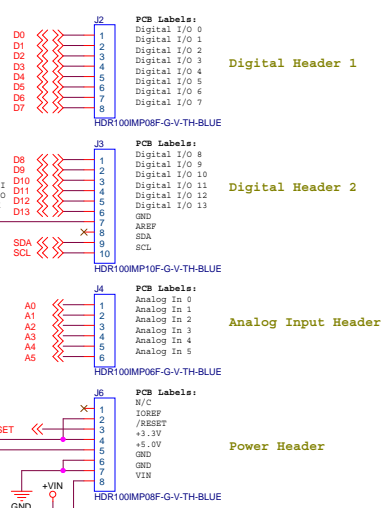 J2
PCB Labels:
D0 1 Digital I/O 0
D1 2 Digital I/O 1
D2 3 Digital I/O 2
D3 4 Digital I/O 3
D4 5 Digital I/O 4
D5 6 Digital I/O 5
D6 7 Digital I/O 6
D7 8 Digital I/O 7
Digital Header 1
HDR100IMP08F-G-V-TH-BLUE
J3
PCB Labels:
D8 1 Digital I/O 8
D9 2 Digital I/O 9
D10 3 Digital I/O 10
I D11 4 Digital I/O 11
O D12 5 Digital I/O 12
D13 6 Digital I/O 13
7 GND
8 AREF
SDA 9 SDA
SCL 10 SCL
Digital Header 2
HDR100IMP10F-G-V-TH-BLUE
J4
PCB Labels:
A0 1 Analog In 0
A1 2 Analog In 1
A2 3 Analog In 2
A3 4 Analog In 3
A4 5 Analog In 4
A5 6 Analog In 5
Analog Input Header
HDR100IMP06F-G-V-TH-BLUE
J6
PCB Labels:
1 N/C
2 IOREF
SET 3 /RESET
4 +3.3V
5 +5.0V
6 GND
7 GND
8 VIN
Power Header
+VIN
HDR100IMP08F-G-V-TH-BLUE
GND